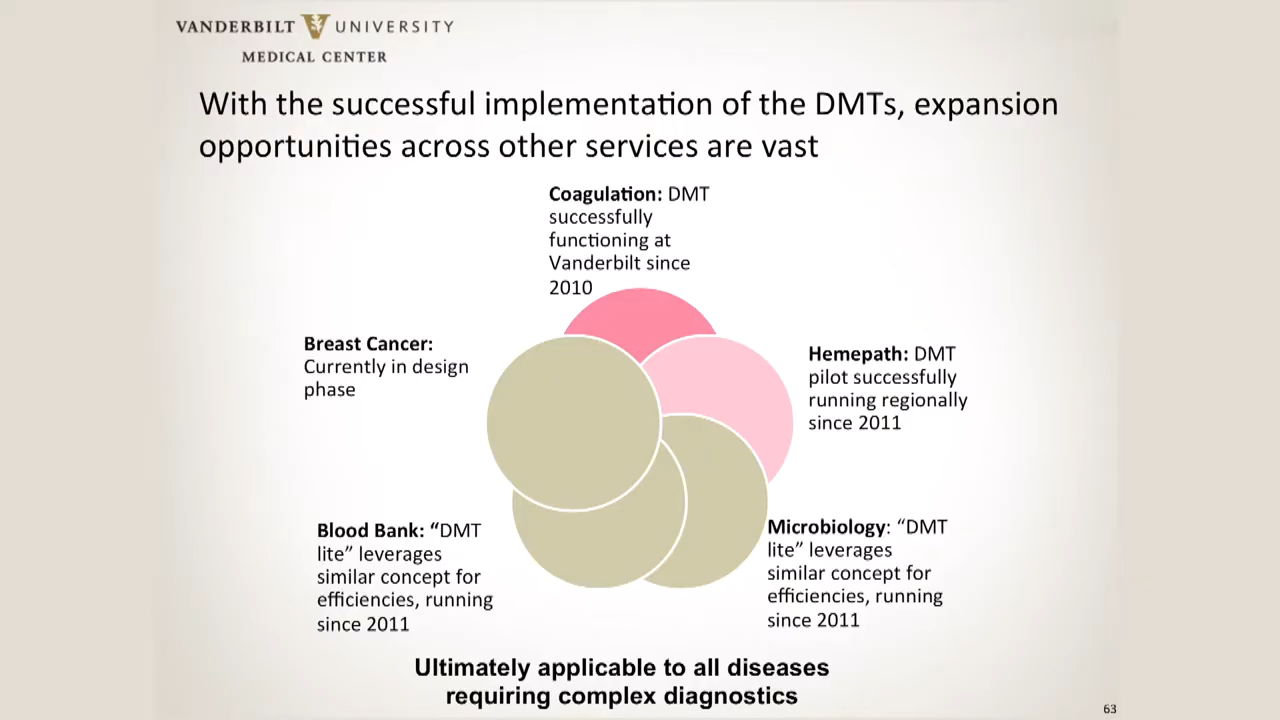 VANDERBILT UNIVERSITY
MEDICAL CENTER
With the successful implementation of the DMTs, expansion
opportunities across other services are vast
Coagulation: DMT
successfully
functioning at
Vanderbilt since
2010
Breast Cancer:
Currently in design
phase
Hemepath: DMT
pilot successfully
running regionally
since 2011
Blood Bank: “DMT
lite” leverages
similar concept for
efficiencies, running
since 2011
Microbiology: “DMT
lite” leverages
similar concept for
efficiencies, running
since 2011
Ultimately applicable to all diseases
requiring complex diagnostics
63